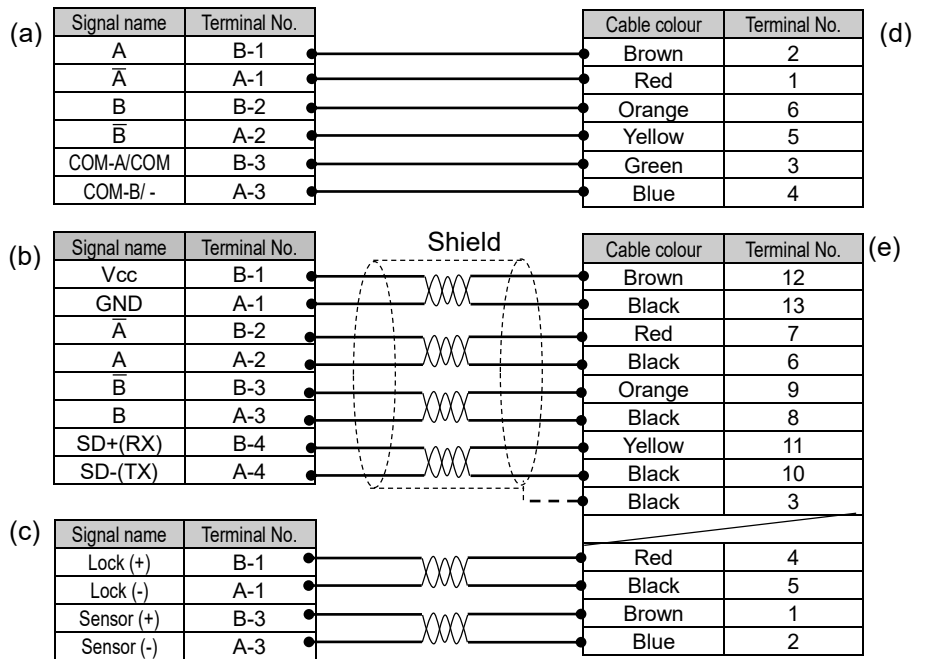 (a)
Signal name Terminal No.
A B-1
A̅ A-1
B B-2
B̅ A-2
COM-A/COM B-3
COM-B/ - A-3
Cable colour Terminal No.
(d)
Brown 2
Red 1
Orange 6
Yellow 5
Green 3
Blue 4
(b)
Signal name Terminal No.
Vcc B-1
GND A-1
A̅ B-2
A A-2
B̅ B-3
B A-3
SD+(RX) B-4
SD-(TX) A-4
Shield
Cable colour Terminal No.
(e)
Brown 12
Black 13
Red 7
Black 6
Orange 9
Black 8
Yellow 11
Black 10
Black 3
(c)
Signal name Terminal No.
Lock (+) B-1
Lock (-) A-1
Sensor (+) B-3
Sensor (-) A-3
Red 4
Black 5
Brown 1
Blue 2